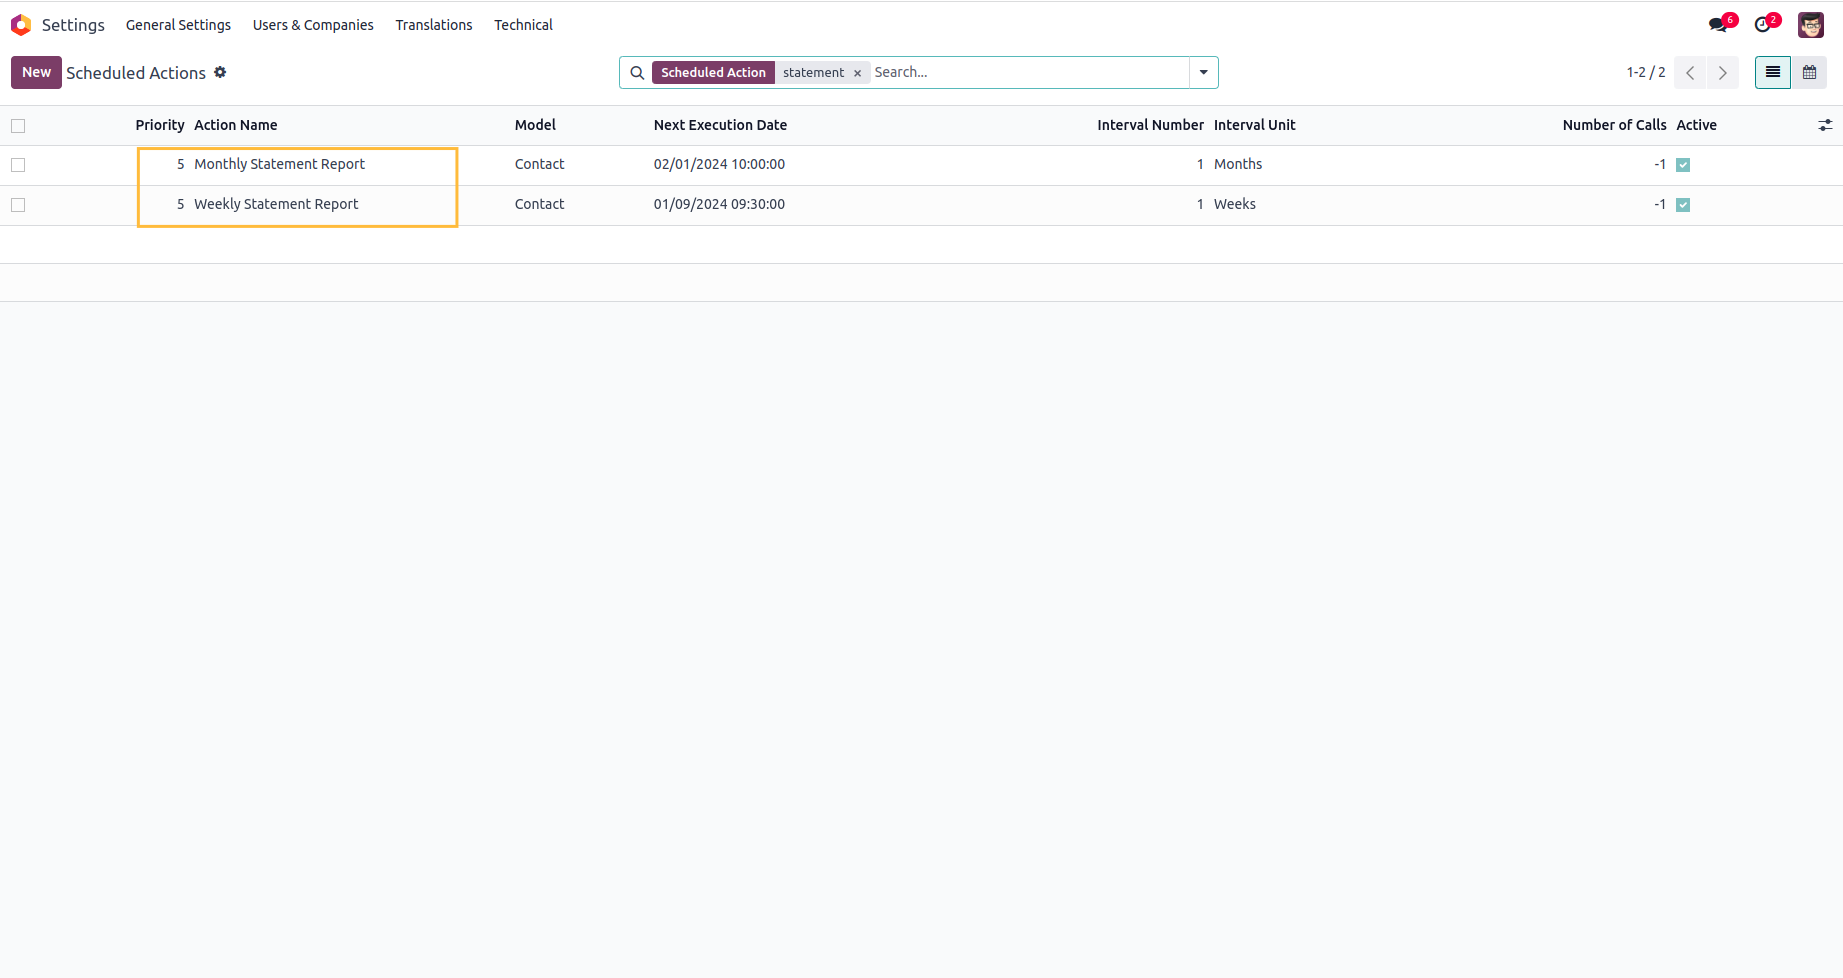 Settings General Settings Users & Companies Translations Technical 6 2
New Scheduled Actions Scheduled Action statement × Search... 1-2 / 2
Priority Action Name Model Next Execution Date Interval Number Interval Unit Number of Calls Active
5 Monthly Statement Report Contact 02/01/2024 10:00:00 1 Months -1
5 Weekly Statement Report Contact 01/09/2024 09:30:00 1 Weeks -1